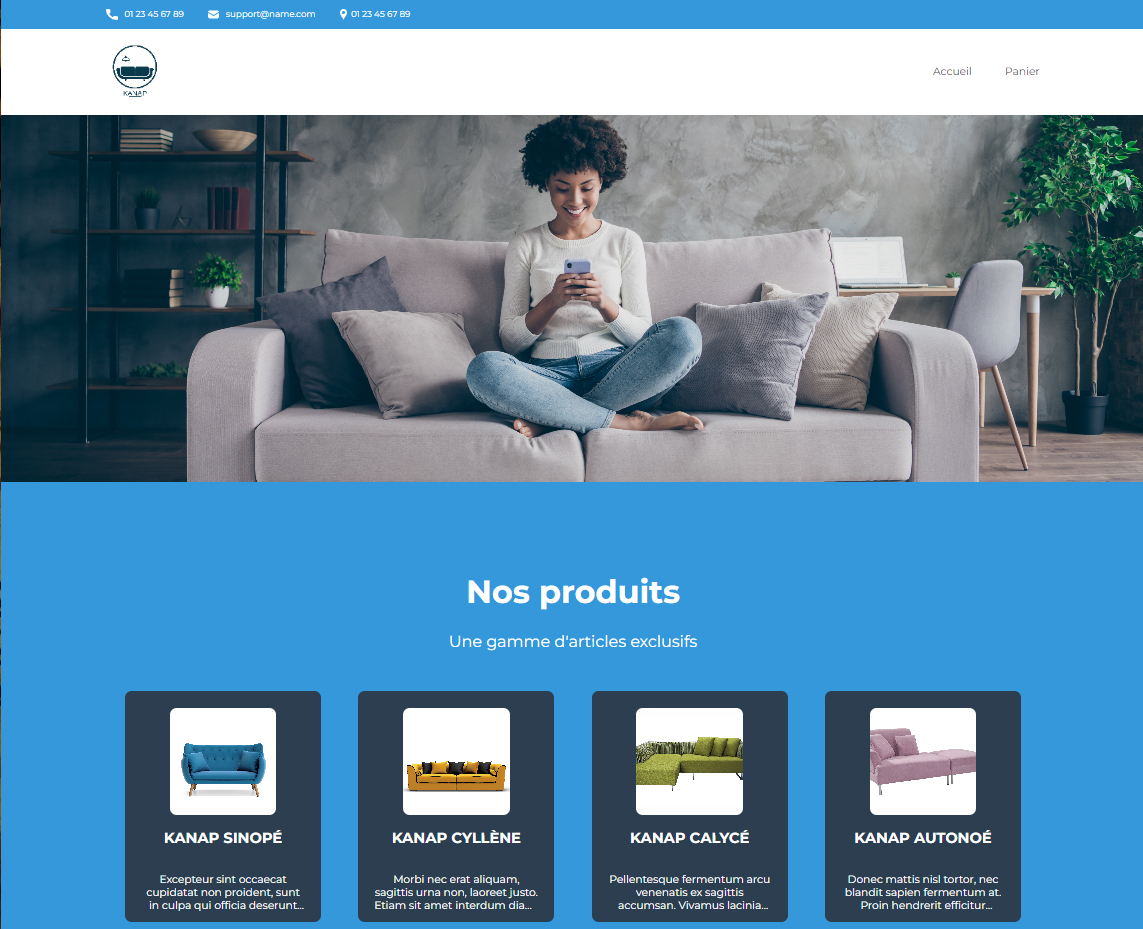 01 23 45 67 89 support@name.com 01 23 45 67 89
KANAP
Accueil Panier
Nos produits
Une gamme d'articles exclusifs
KANAP SINOPÉ
Excepteur sint occaecat
cupidatat non proident, sunt
in culpa qui officia deserunt...
KANAP CYLLÈNE
Morbi nec erat aliquam,
sagittis urna non, laoreet justo.
Etiam sit amet interdum dia...
KANAP CALYCÉ
Pellentesque fermentum arcu
venenatis ex sagittis
accumsan. Vivamus lacinia...
KANAP AUTONOÉ
Donec mattis nisl tortor, nec
blandit sapien fermentum at.
Proin hendrerit efficitur...